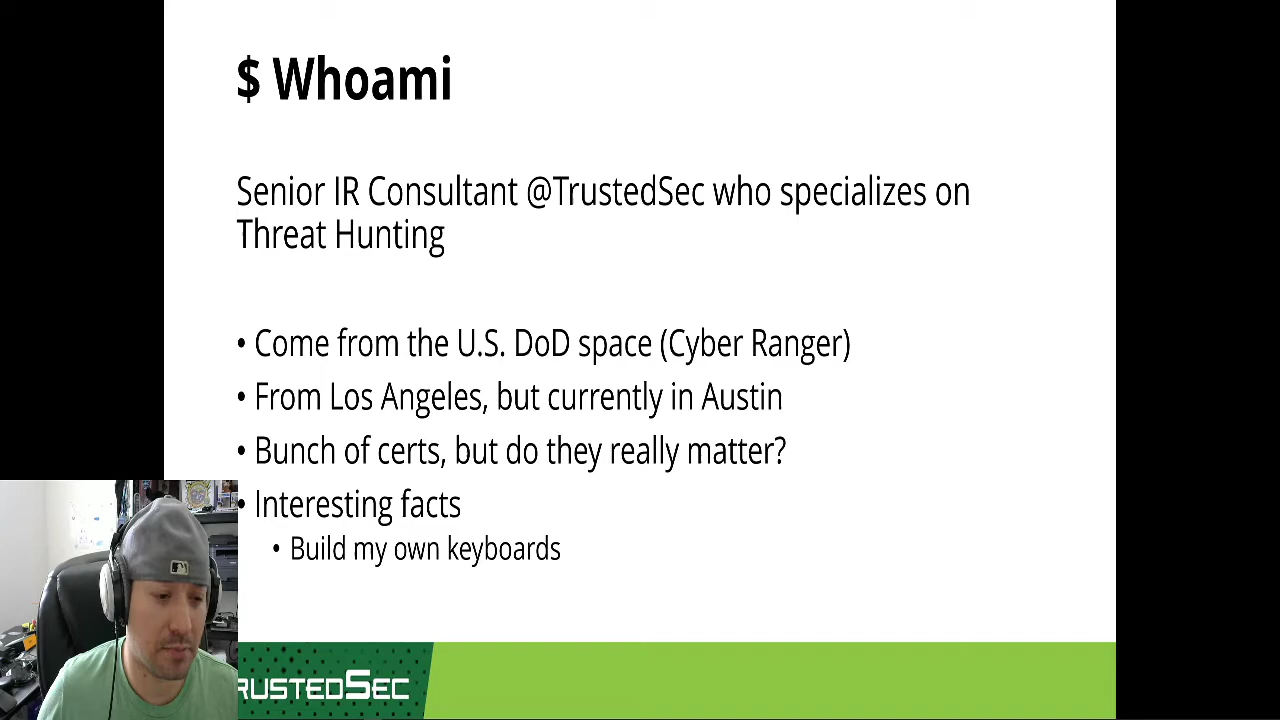 $ Whoami
Senior IR Consultant @TrustedSec who specializes on
Threat Hunting
• Come from the U.S. DoD space (Cyber Ranger)
• From Los Angeles, but currently in Austin
• Bunch of certs, but do they really matter?
• Interesting facts
• Build my own keyboards
RUSTEDSEC